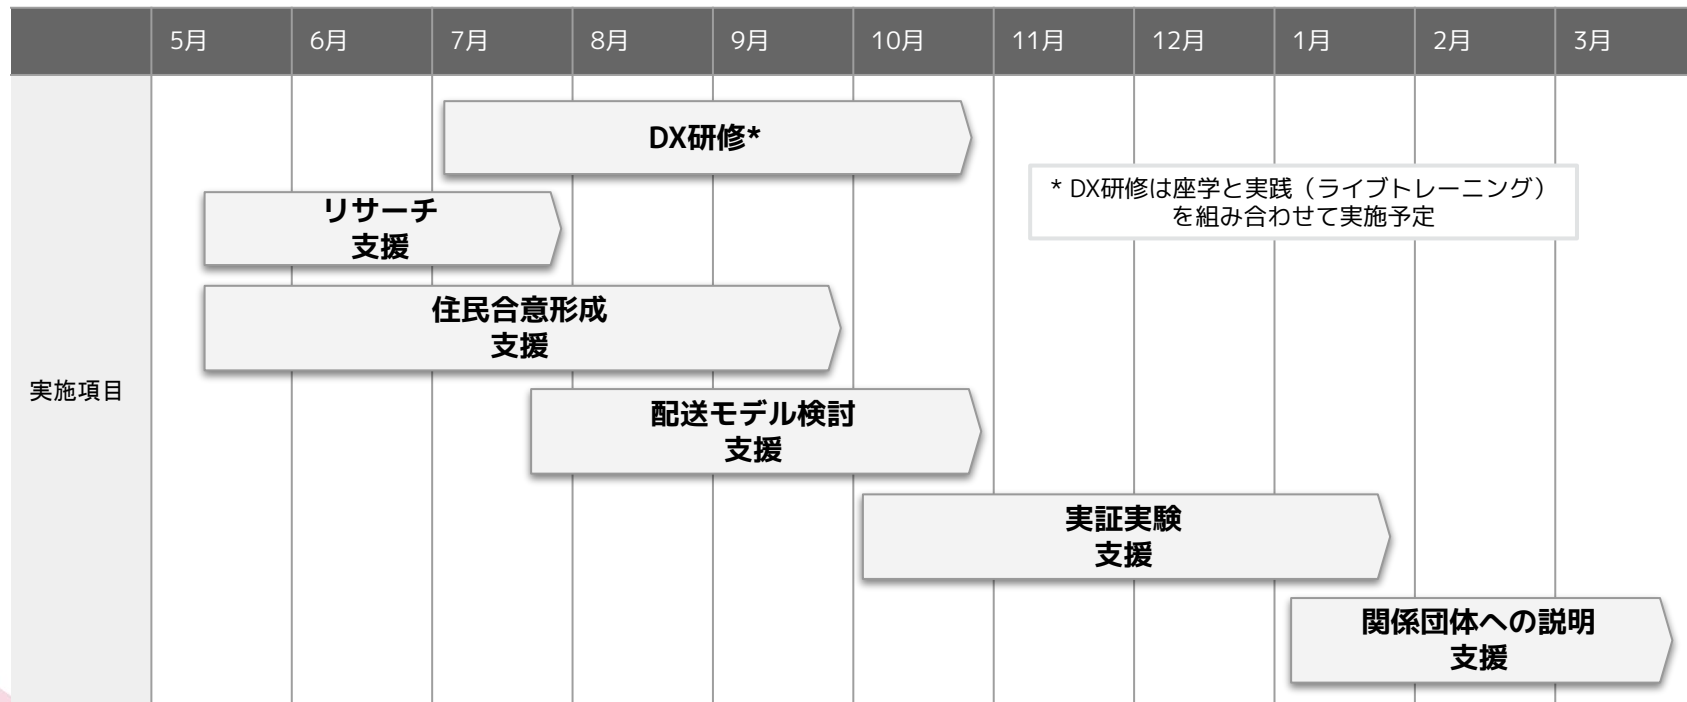 5月 6月 7月 8月 9月 10月 11月 12月 1月 2月 3月
実施項目
DX研修*
* DX研修は座学と実践（ライブトレーニング）
を組み合わせて実施予定
リサーチ
支援
住民合意形成
支援
配送モデル検討
支援
実証実験
支援
関係団体への説明
支援